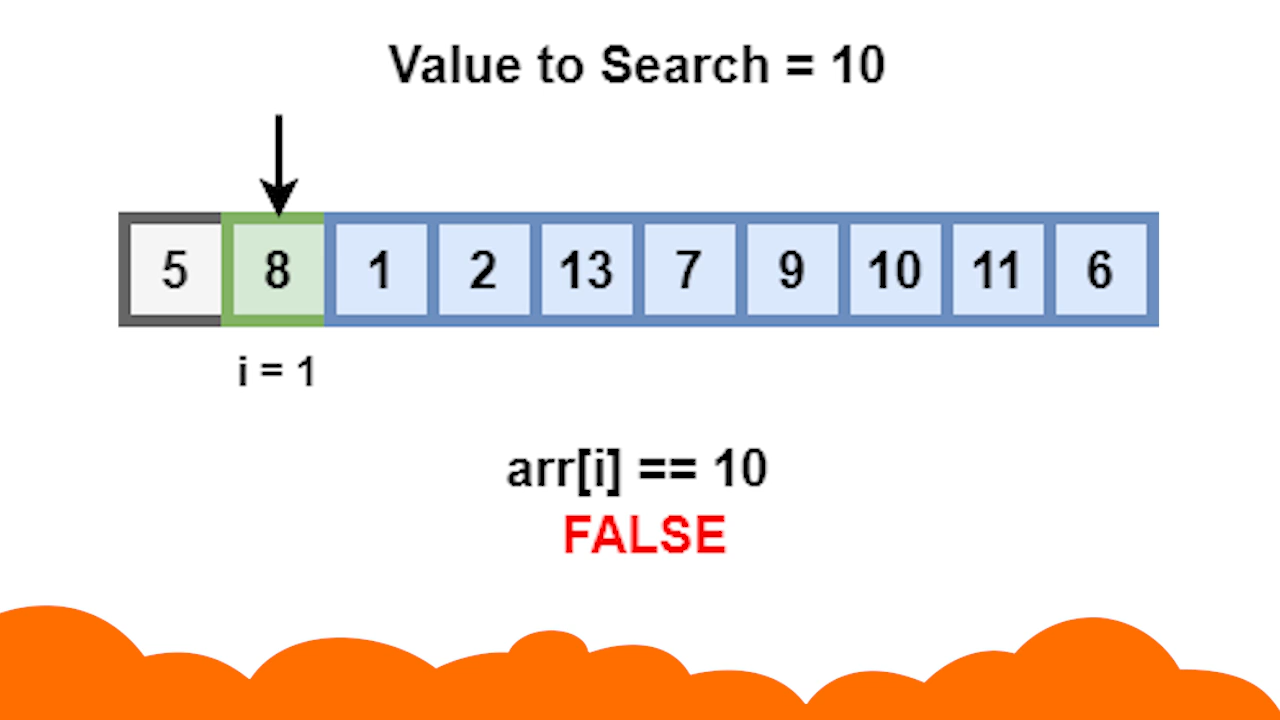 Value to Search = 10
5 8 1 2 13 7 9 10 11 6
i = 1
arr[i] == 10
FALSE